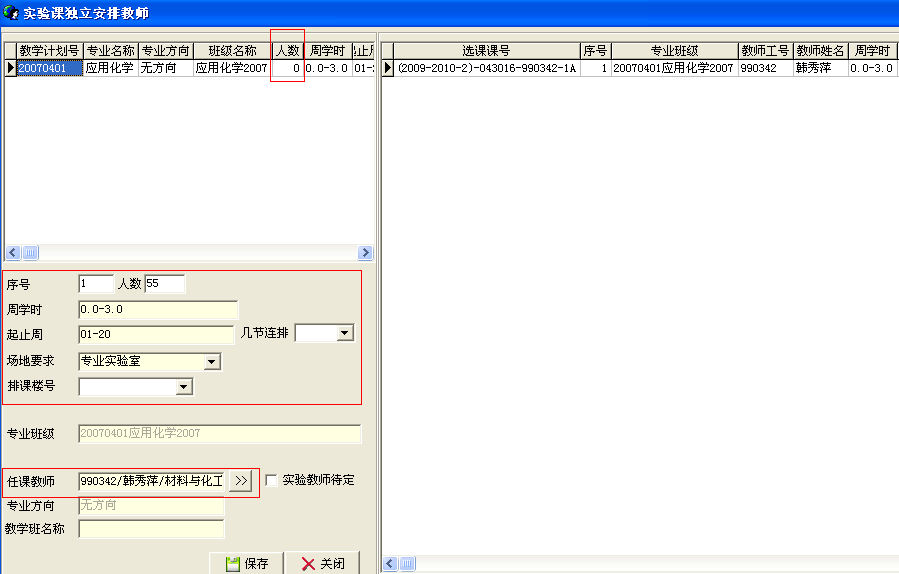 实验课独立安排教师
教学计划号 专业名称 专业方向 班级名称 人数 周学时
20070401 应用化学 无方向 应用化学2007 0 0.0-3.0 01-
选课课号 序号 专业班级 教师工号 教师姓名 周学时
(2009-2010-2)-043016-990342-1A 1 20070401应用化学2007 990342 韩秀萍 0.0-3.0
序号 1 人数 55
周学时 0.0-3.0
起止周 01-20 几节连排
场地要求 专业实验室
排课楼号
专业班级 20070401应用化学2007
任课教师 990342/韩秀萍/材料与化工 >> 实验教师待定
专业方向 无方向
教学班名称
保存 关闭